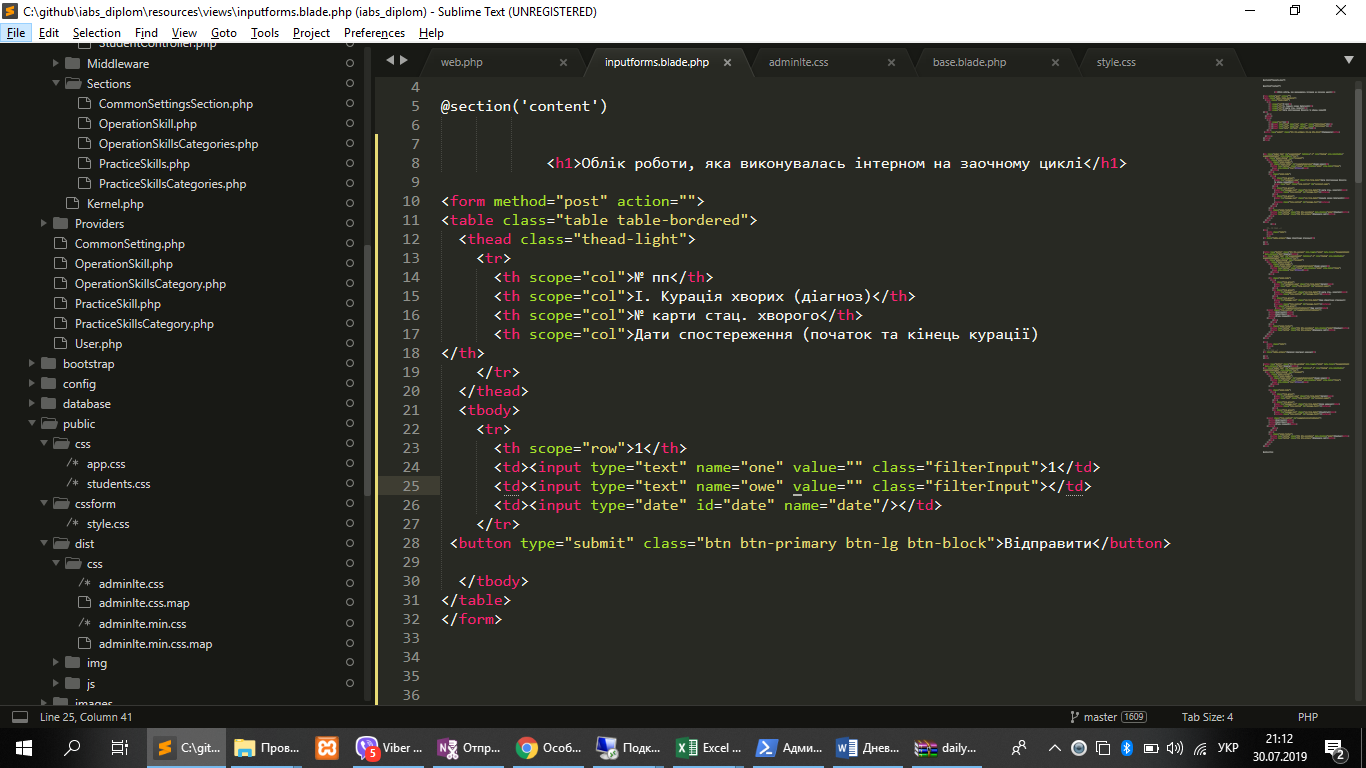 C:\github\iabs_diplom\resources\views\inputforms.blade.php (iabs_diplom) - Sublime Text (UNREGISTERED)
File Edit Selection Find View Goto Tools Project Preferences Help
StudentController.php
Middleware
Sections
CommonSettingsSection.php
OperationSkill.php
OperationSkillsCategories.php
PracticeSkills.php
PracticeSkillsCategories.php
Kernel.php
Providers
CommonSetting.php
OperationSkill.php
OperationSkillsCategory.php
PracticeSkill.php
PracticeSkillsCategory.php
User.php
bootstrap
config
database
public
css
/* app.css
/* students.css
cssform
/* style.css
dist
css
/* adminlte.css
adminlte.css.map
/* adminlte.min.css
adminlte.min.css.map
img
js
images
web.php × inputforms.blade.php × adminlte.css × base.blade.php × style.css ×
4
5 @section('content')
6
7
8 <h1>Облік роботи, яка виконувалась інтерном на заочному циклі</h1>
9
10 <form method="post" action="">
11 <table class="table table-bordered">
12 <thead class="thead-light">
13 <tr>
14 <th scope="col">№ пп</th>
15 <th scope="col">І. Курація хворих (діагноз)</th>
16 <th scope="col">№ карти стац. хворого</th>
17 <th scope="col">Дати спостереження (початок та кінець курації)
18 </th>
19 </tr>
20 </thead>
21 <tbody>
22 <tr>
23 <th scope="row">1</th>
24 <td><input type="text" name="one" value="" class="filterInput">1</td>
25 <td><input type="text" name="owe" value="" class="filterInput"></td>
26 <td><input type="date" id="date" name="date"/></td>
27 </tr>
28 <button type="submit" class="btn btn-primary btn-lg btn-block">Відправити</button>
29
30 </tbody>
31 </table>
32 </form>
33
34
35
36
Line 25, Column 41 master 1609 Tab Size: 4 PHP
C:\git... Пров... Viber ... 5 Отпр... Особ... Подк... Excel ... Адми... Днев... daily... УКР 21:12 2
30.07.2019